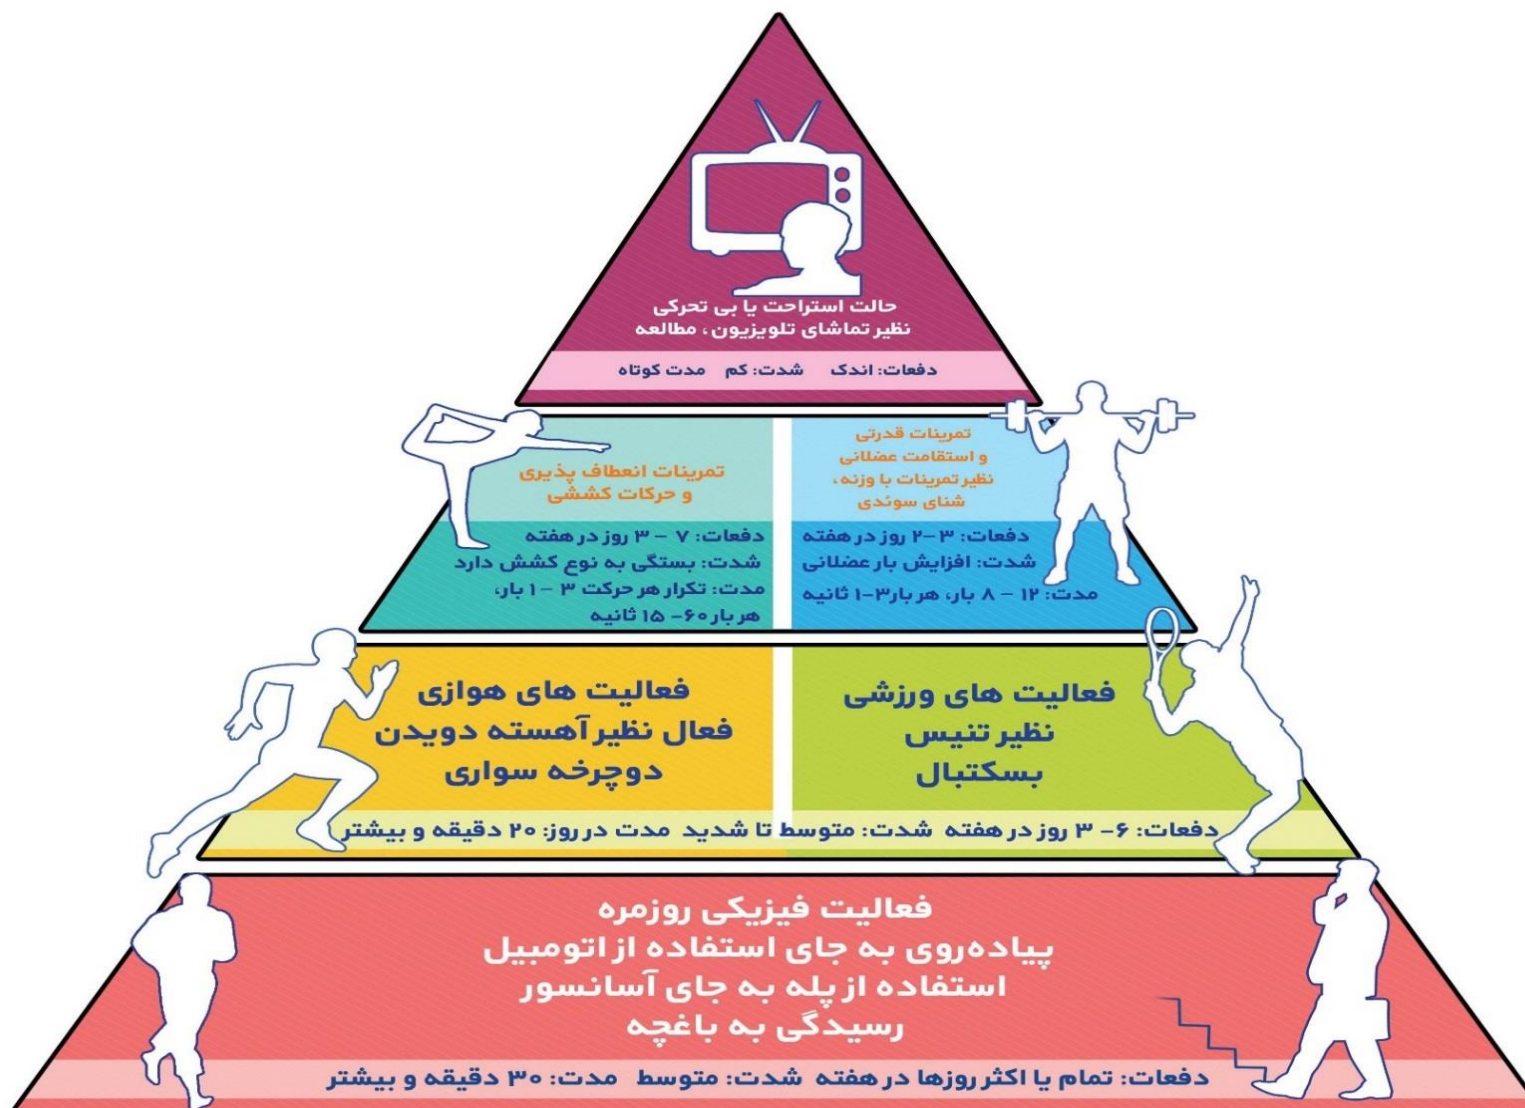 حالت استراحت یا بی تحرکی
نظیر تماشای تلویزیون، مطالعه
دفعات: اندک شدت: کم مدت کوتاه
تمرینات قدرتی
و استقامت عضلانی
نظیر تمرینات با وزنه،
شنای سوئدی
دفعات: ۳-۲ روز در هفته
شدت: افزایش بار عضلانی
مدت: ۱۲ - ۸ بار، هر بار ۳-۱ ثانیه
تمرینات انعطاف پذیری
و حرکات کششی
دفعات: ۷ - ۳ روز در هفته
شدت: بستگی به نوع کشش دارد
مدت: تکرار هر حرکت ۳ - ۱ بار،
هر بار ۶۰- ۱۵ ثانیه
فعالیت های ورزشی
نظیر تنیس
بسکتبال
فعالیت های هوازی
فعال نظیر آهسته دویدن
دوچرخه سواری
دفعات: ۶- ۳ روز در هفته شدت: متوسط تا شدید مدت در روز: ۲۰ دقیقه و بیشتر
فعالیت فیزیکی روزمره
پیاده‌روی به جای استفاده از اتومبیل
استفاده از پله به جای آسانسور
رسیدگی به باغچه
دفعات: تمام یا اکثر روزها در هفته شدت: متوسط مدت: ۳۰ دقیقه و بیشتر